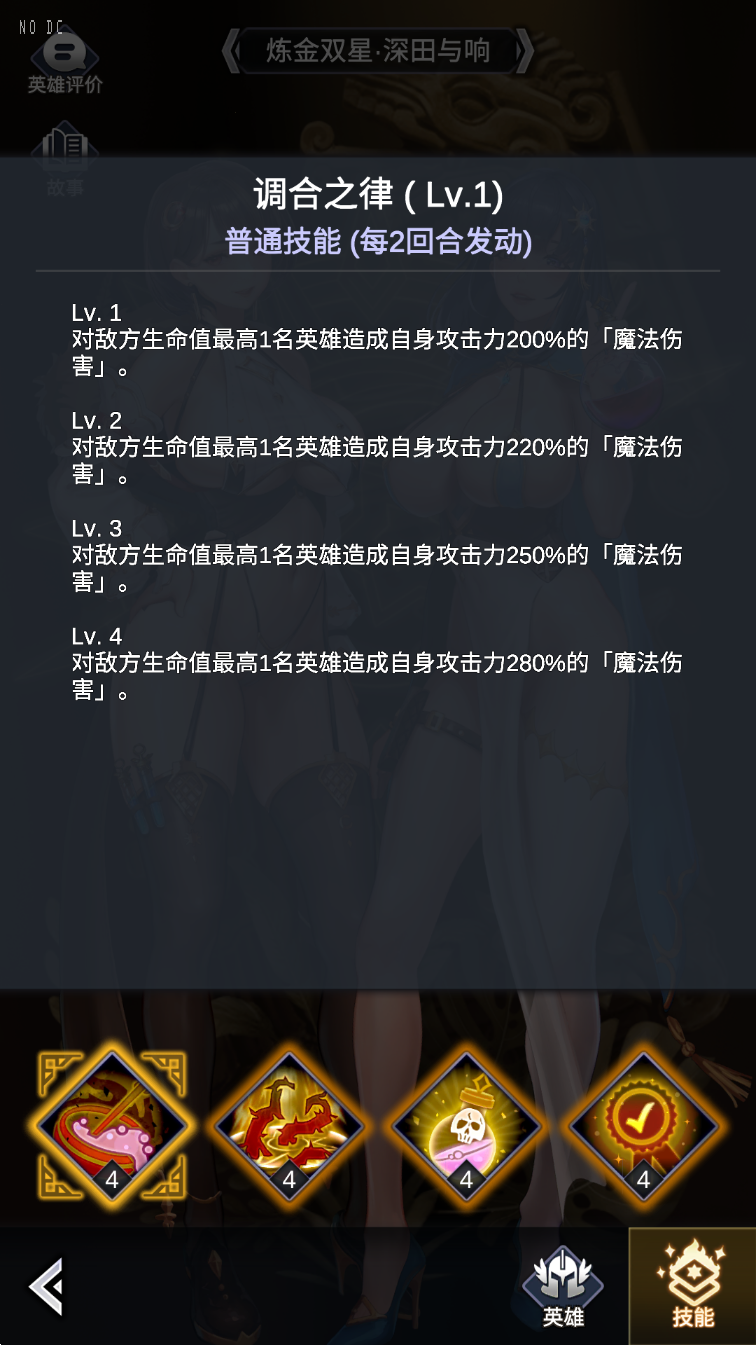 NO DC
炼金双星·深田与响
英雄评价
故事
调合之律 ( Lv.1)
普通技能 (每2回合发动)
Lv. 1
对敌方生命值最高1名英雄造成自身攻击力200%的「魔法伤
害」。
Lv. 2
对敌方生命值最高1名英雄造成自身攻击力220%的「魔法伤
害」。
Lv. 3
对敌方生命值最高1名英雄造成自身攻击力250%的「魔法伤
害」。
Lv. 4
对敌方生命值最高1名英雄造成自身攻击力280%的「魔法伤
害」。
4
4
4
4
英雄
技能